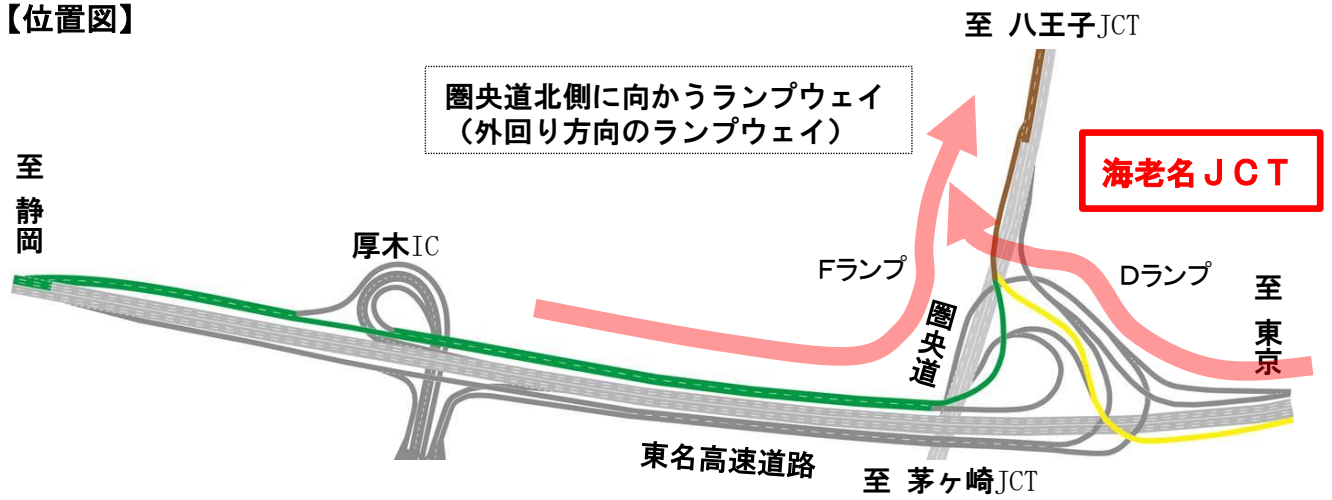 【位置図】
至 八王子JCT
圏央道北側に向かうランプウェイ
（外回り方向のランプウェイ）
海老名ＪＣＴ
至 静岡
厚木IC
Fランプ
Dランプ
至 東京
圏央道
東名高速道路
至 茅ヶ崎JCT